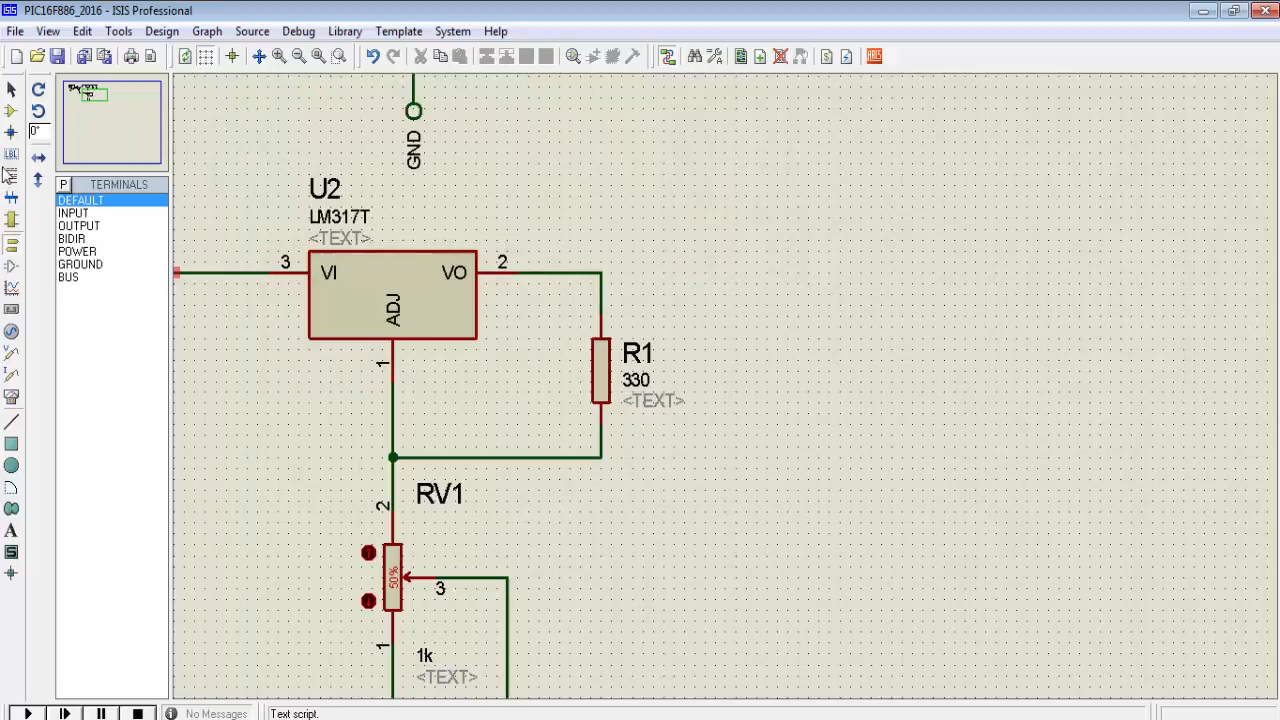 PIC16F886_2016 - ISIS Professional
File View Edit Tools Design Graph Source Debug Library Template System Help
LBL
0°
P TERMINALS
DEFAULT
INPUT
OUTPUT
BIDIR
POWER
GROUND
BUS
A
S
GND
U2
LM317T
<TEXT>
3 VI VO 2
ADJ
1
R1
330
<TEXT>
RV1
2
50%
3
1
1k
<TEXT>
No Messages
Text script.